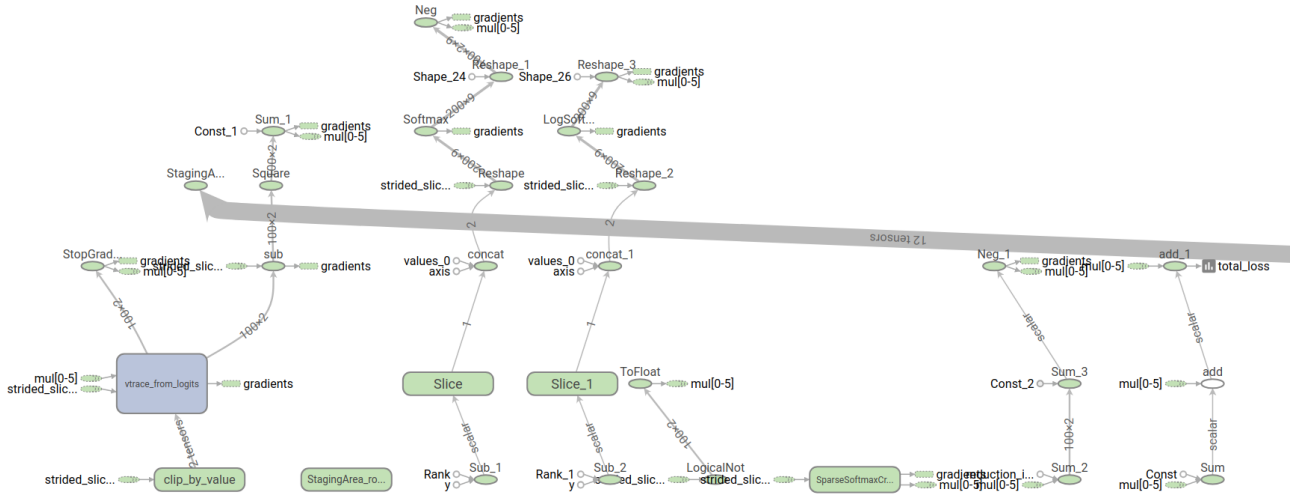 Neg
gradients
mul[0-5]
Reshape_1
Shape_24
Reshape_3
Shape_26
gradients
mul[0-5]
200×9
200×9
Sum_1
Const_1
gradients
mul[0-5]
Softmax
gradients
LogSoft...
gradients
100×2
200×9
200×9
StagingA...
Square
Reshape
strided_slic...
Reshape_2
strided_slic...
100×2
2
2
12 tensors
StopGrad...
gradients
mul[0-5]
sub
gradients
values_0
axis
concat
values_0
axis
concat_1
Neg_1
gradients
mul[0-5]
add_1
total_loss
100×2
100×2
1
1
scalar
scalar
mul[0-5]
strided_slic...
vtrace_from_logits
gradients
Slice
Slice_1
ToFloat
mul[0-5]
Sum_3
Const_2
add
mul[0-5]
2 tensors
scalar
scalar
100×2
100×2
scalar
strided_slic...
clip_by_value
StagingArea_ro...
Rank
y
Sub_1
Rank_1
y
Sub_2
LogicalNot
strided_slic...
SparseSoftmaxCr...
gradients
mul[0-5]
mul[0-5]
Sum_2
Const
mul[0-5]
Sum